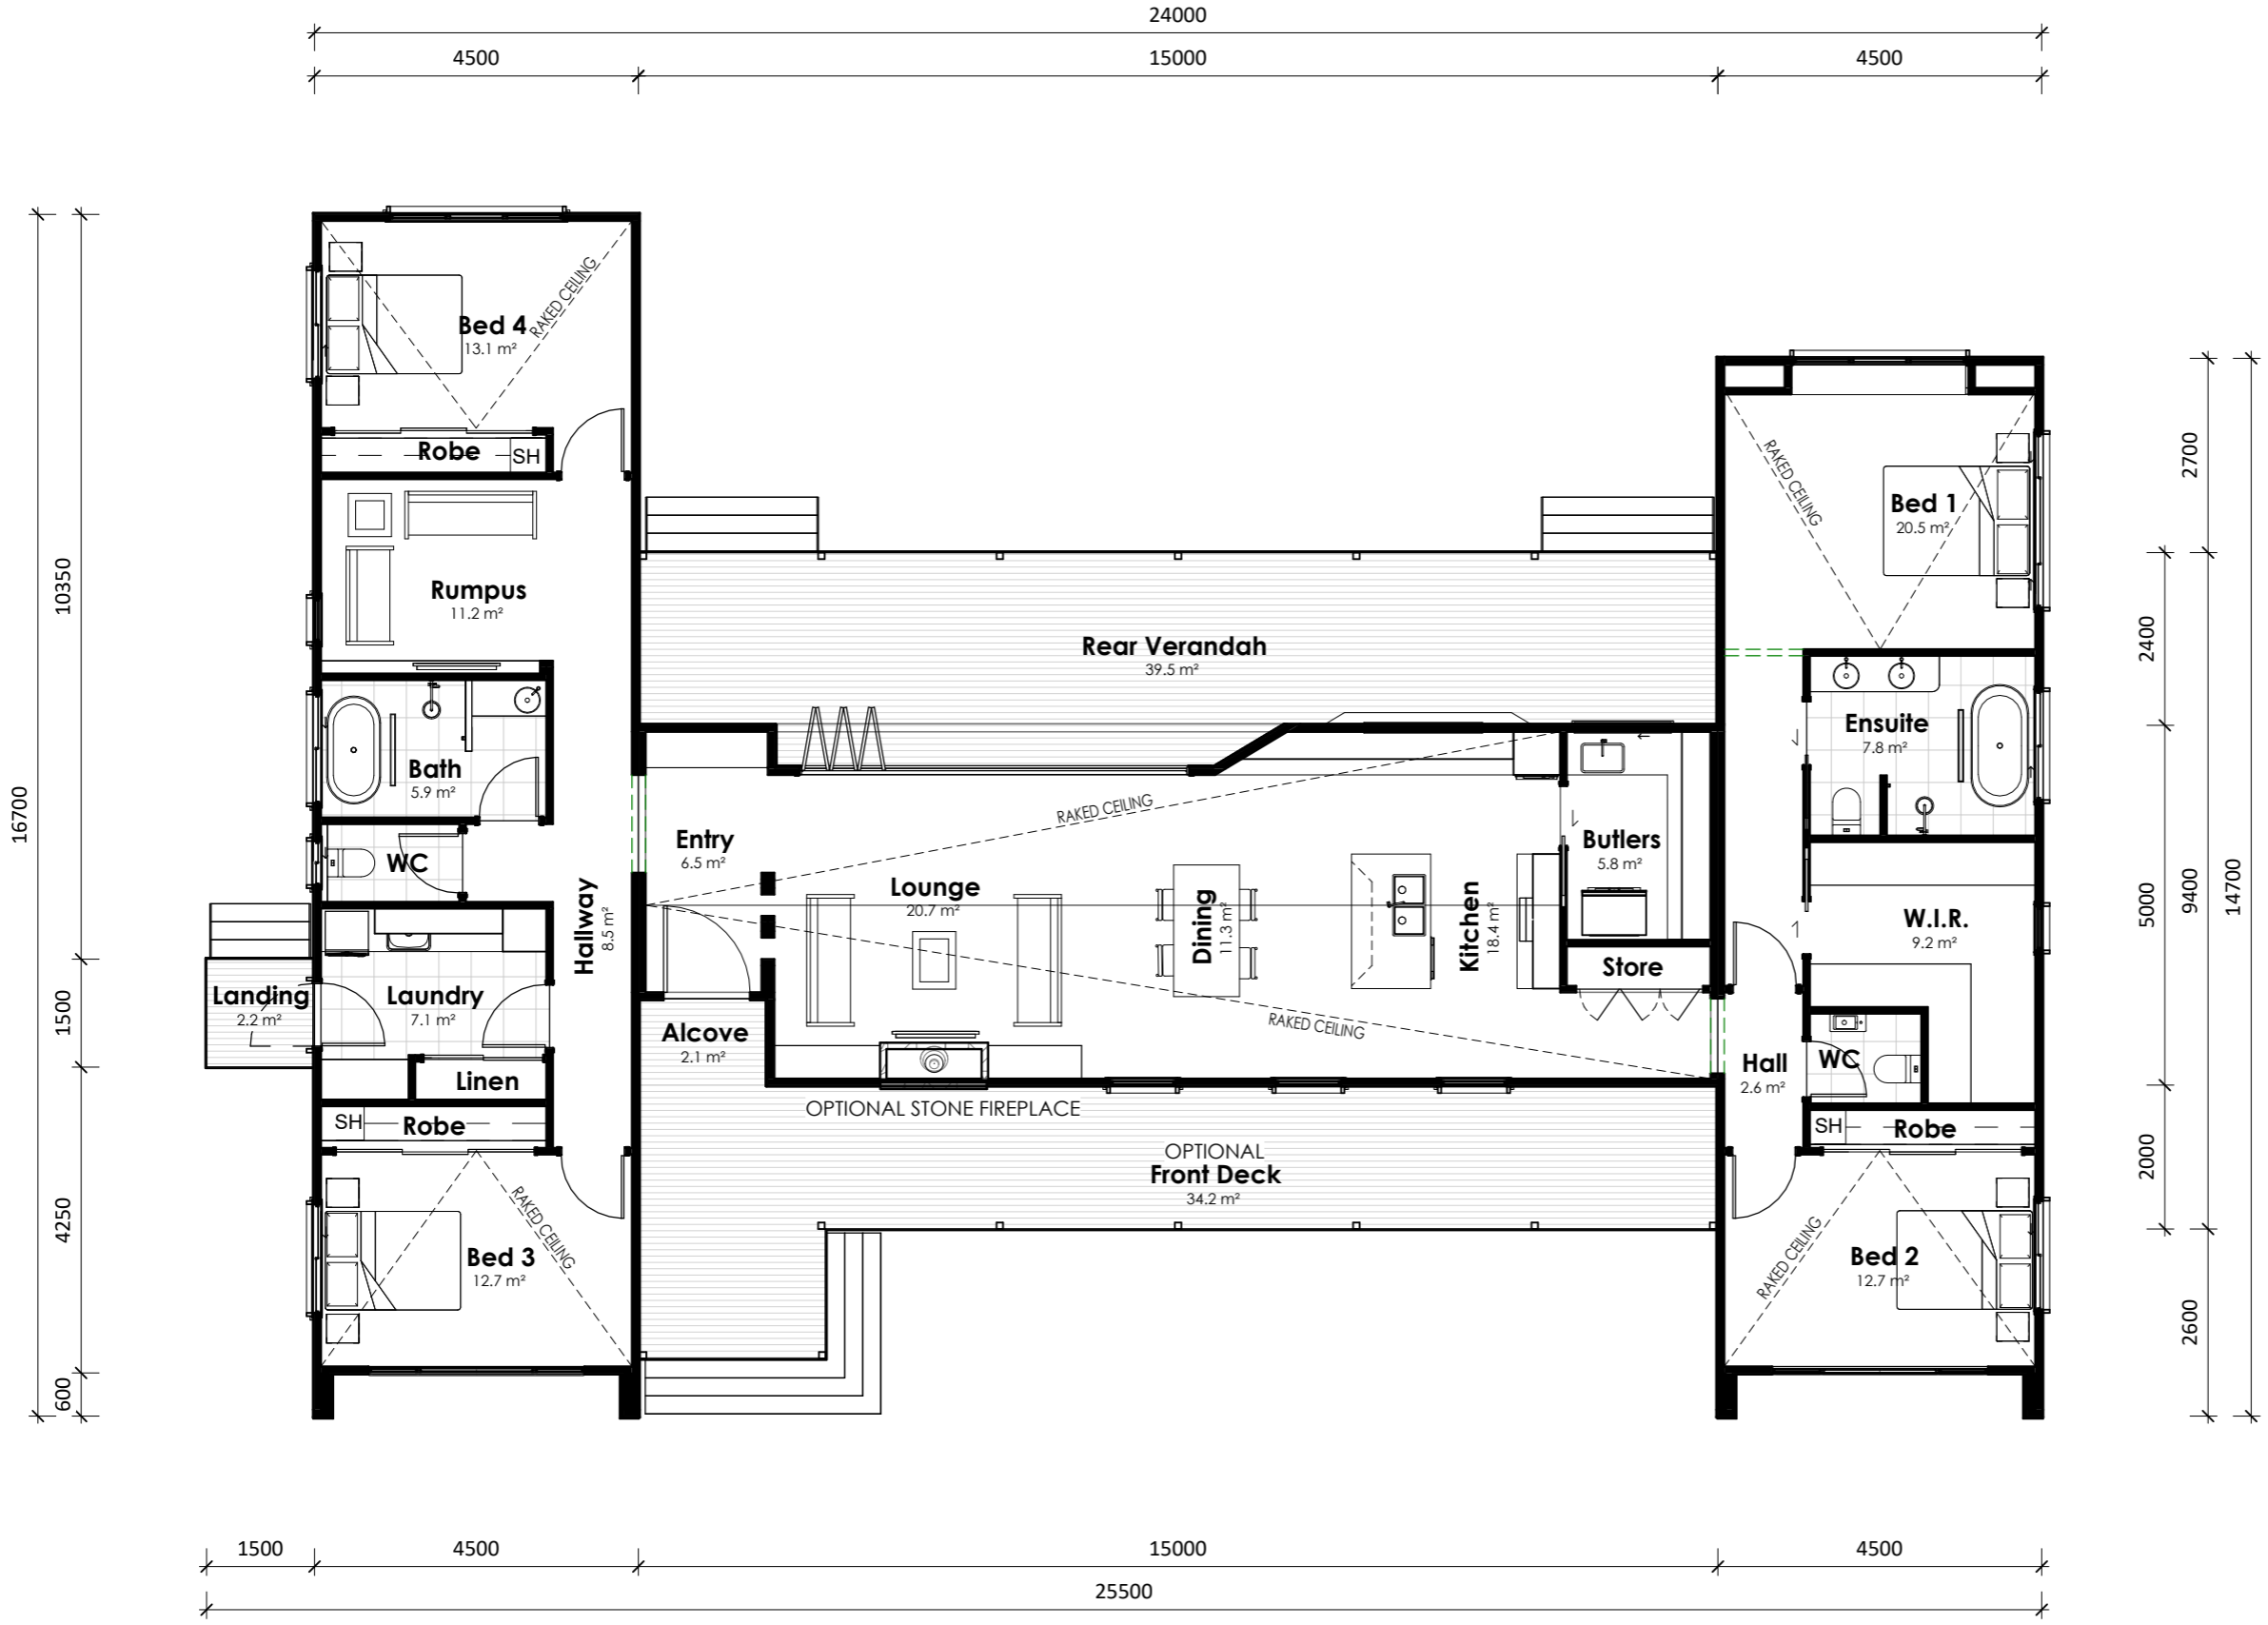 24000
4500
15000
4500
Bed 4
13.1 m²
RAKED CEILING
Robe
SH
Rumpus
11.2 m²
Bath
5.9 m²
WC
Landing
2.2 m²
Laundry
7.1 m²
Linen
SH
Robe
Bed 3
12.7 m²
RAKED CEILING
Hallway
8.5 m²
Rear Verandah
39.5 m²
Entry
6.5 m²
RAKED CEILING
Lounge
20.7 m²
Dining
11.3 m²
Kitchen
18.4 m²
Butlers
5.8 m²
Store
Alcove
2.1 m²
RAKED CEILING
OPTIONAL STONE FIREPLACE
OPTIONAL
Front Deck
34.2 m²
RAKED CEILING
Bed 1
20.5 m²
Ensuite
7.8 m²
W.I.R.
9.2 m²
Hall
2.6 m²
WC
SH
Robe
RAKED CEILING
Bed 2
12.7 m²
16700
10350
1500
4250
600
2700
2400
5000
9400
14700
2000
2600
1500
4500
15000
4500
25500